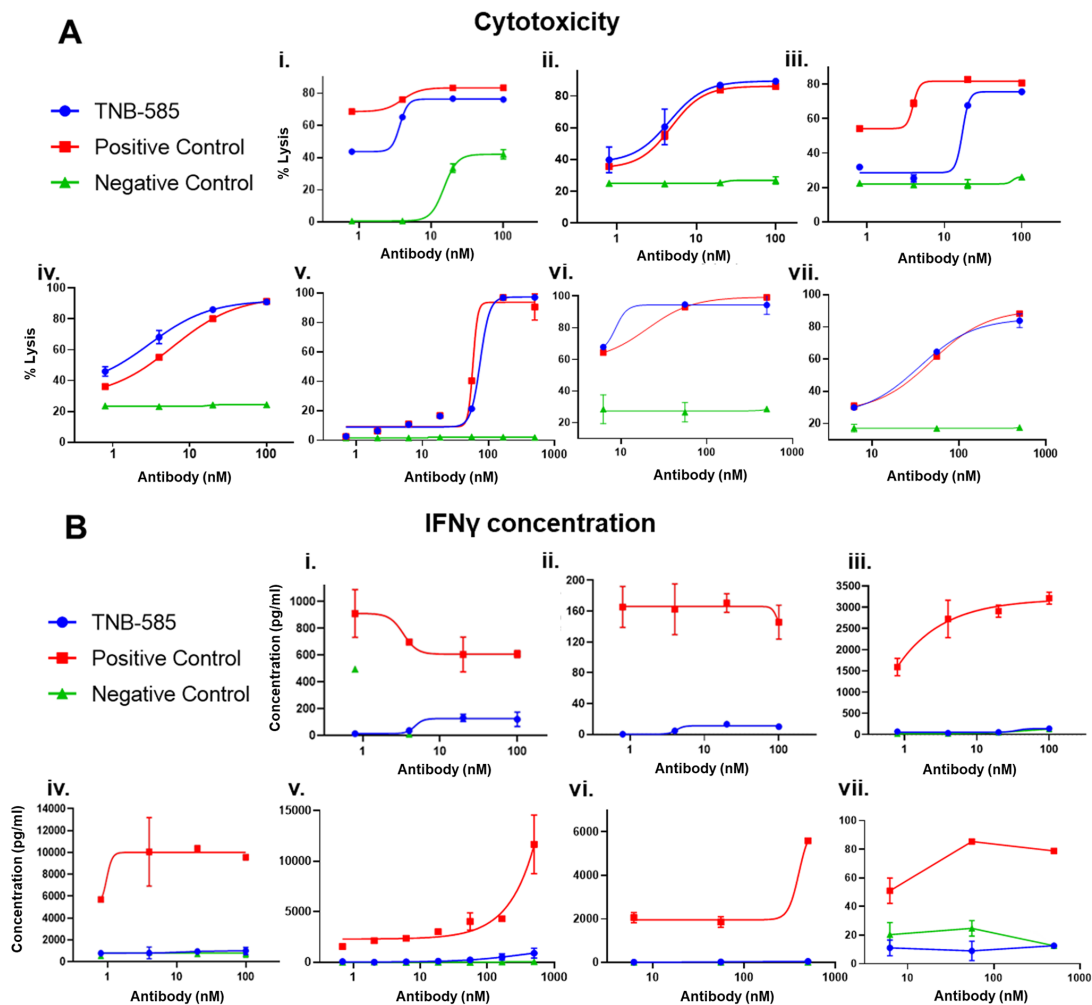 A
Cytotoxicity
TNB-585
Positive Control
Negative Control
i.
% Lysis
80
60
40
20
0
1
10
100
Antibody (nM)
ii.
80
60
40
20
0
1
10
100
Antibody (nM)
iii.
80
60
40
20
0
1
10
100
Antibody (nM)
iv.
% Lysis
100
80
60
40
20
0
1
10
100
Antibody (nM)
v.
100
80
60
40
20
0
1
10
100
1000
Antibody (nM)
vi.
100
80
60
40
20
10
100
1000
Antibody (nM)
vii.
100
80
60
40
20
10
100
1000
Antibody (nM)
B
IFNγ concentration
TNB-585
Positive Control
Negative Control
i.
Concentration (pg/ml)
1200
1000
800
600
400
200
0
1
10
100
Antibody (nM)
ii.
200
160
120
80
40
0
1
10
100
Antibody (nM)
iii.
3500
3000
2500
2000
1500
1000
500
0
1
10
100
Antibody (nM)
iv.
Concentration (pg/ml)
14000
12000
10000
8000
6000
4000
2000
0
1
10
100
Antibody (nM)
v.
15000
10000
5000
0
1
10
100
1000
Antibody (nM)
vi.
6000
4000
2000
0
10
100
1000
Antibody (nM)
vii.
100
80
60
40
20
0
10
100
1000
Antibody (nM)